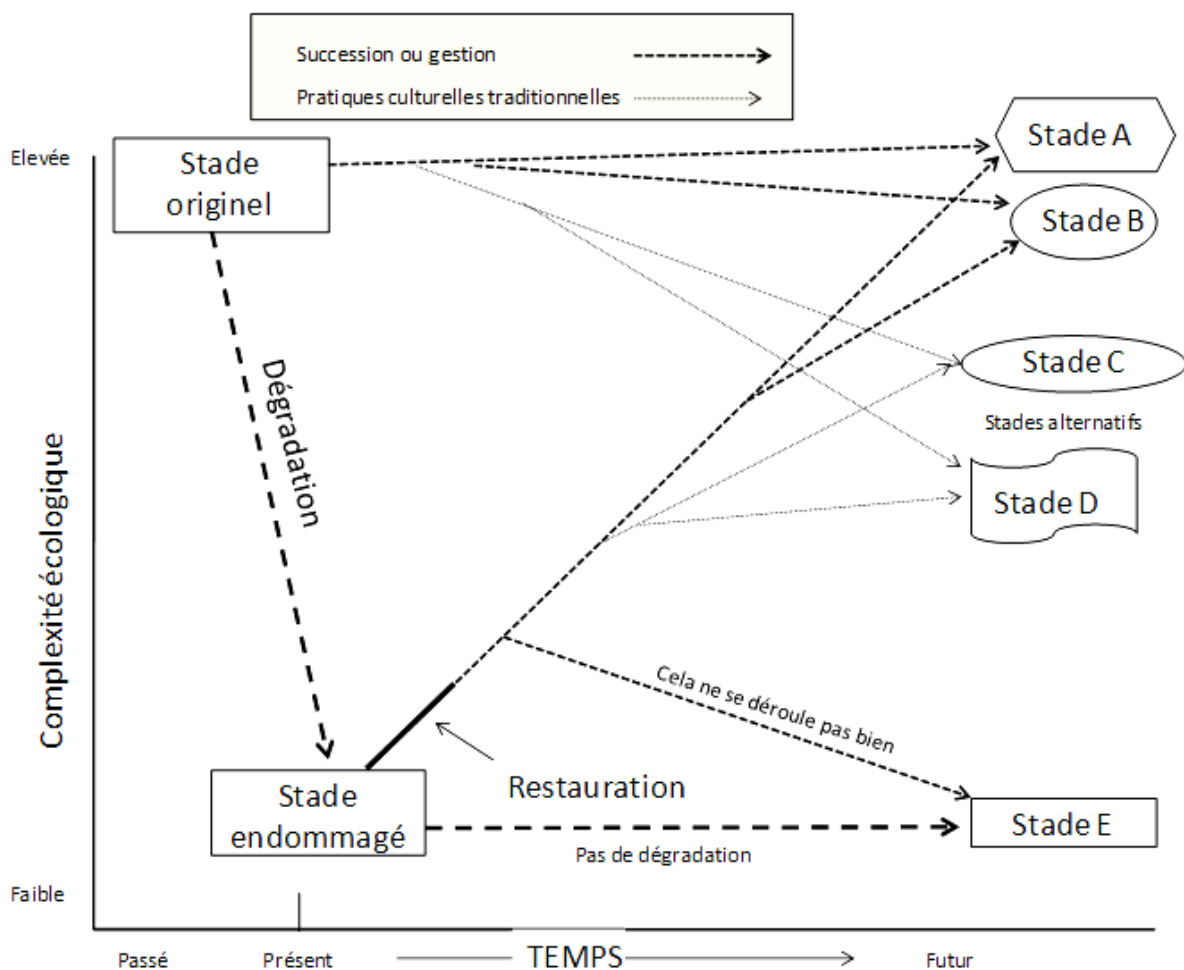 Succession ou gestion
Pratiques culturelles traditionnelles
Elevée
Stade
originel
Stade A
Stade B
Dégradation
Stade C
Stades alternatifs
Stade D
Complexité écologique
Cela ne se déroule pas bien
Restauration
Stade
endommagé
Stade E
Pas de dégradation
Faible
Passé
Présent
TEMPS
Futur